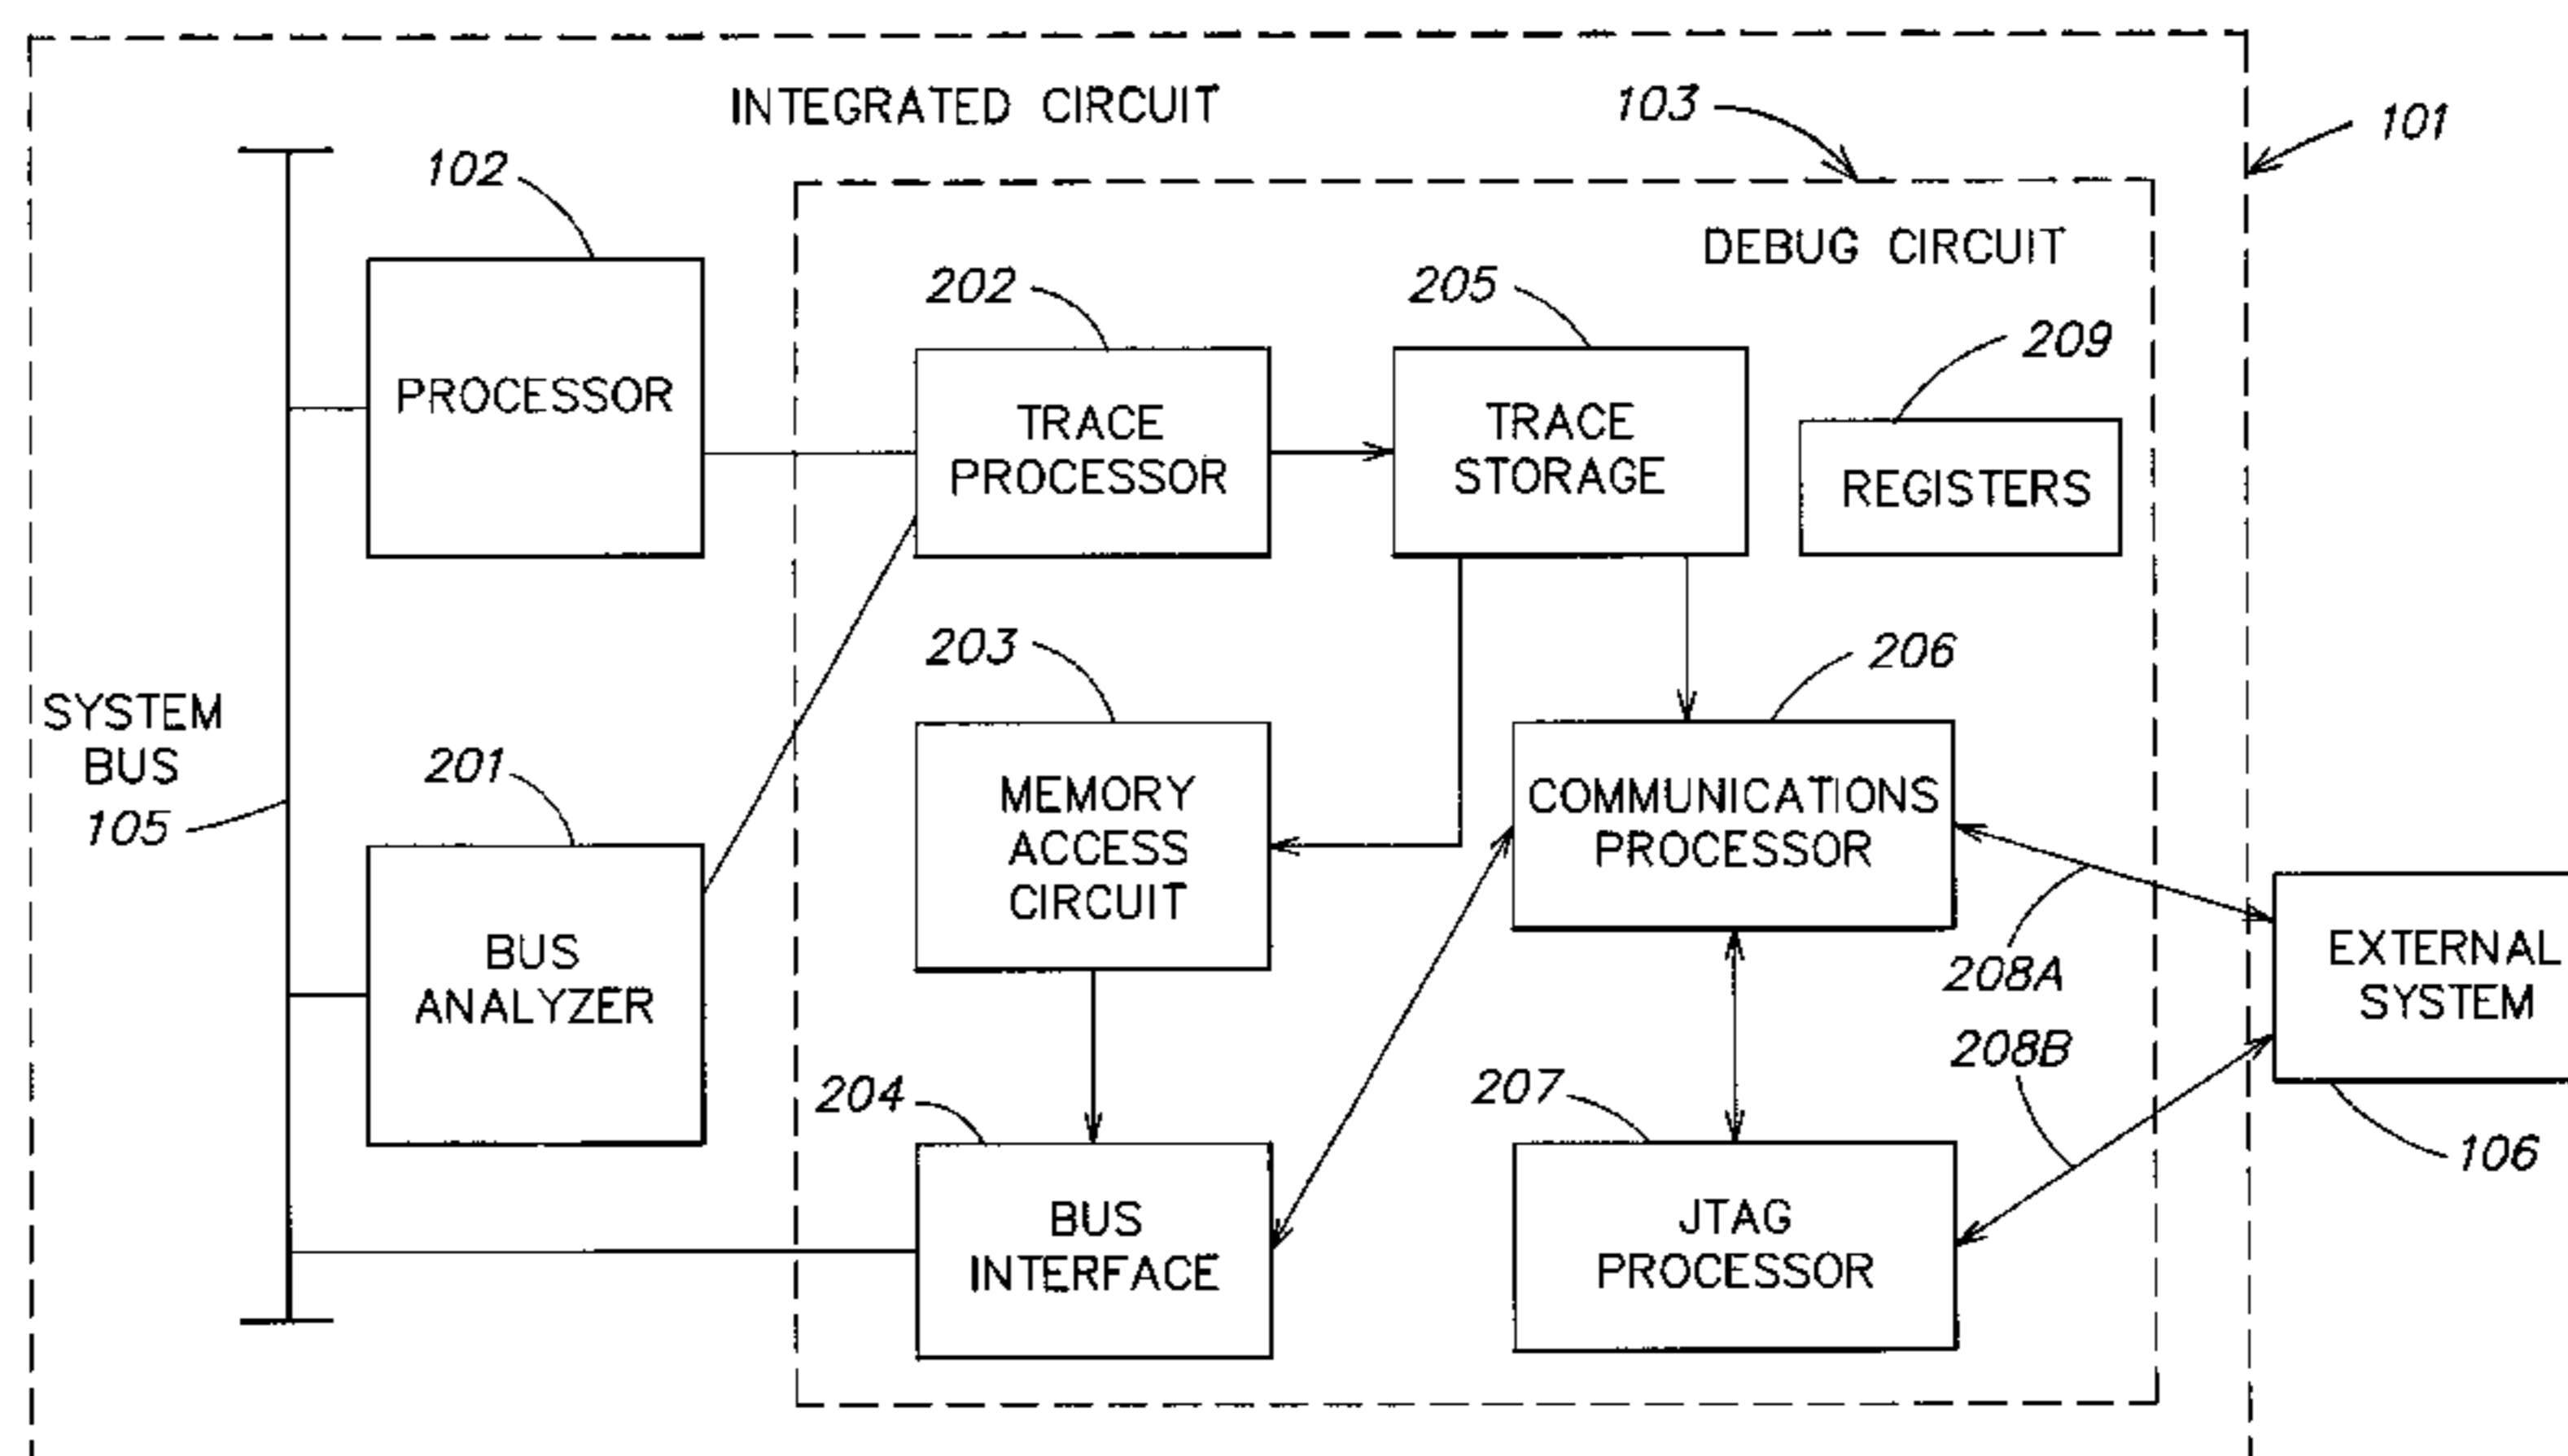 INTEGRATED CIRCUIT
103
101
102
DEBUG CIRCUIT
202
205
209
PROCESSOR
TRACE
PROCESSOR
TRACE
STORAGE
REGISTERS
203
206
SYSTEM
BUS
105
201
MEMORY
ACCESS
CIRCUIT
COMMUNICATIONS
PROCESSOR
BUS
ANALYZER
208A
EXTERNAL
SYSTEM
208B
204
207
106
BUS
INTERFACE
JTAG
PROCESSOR